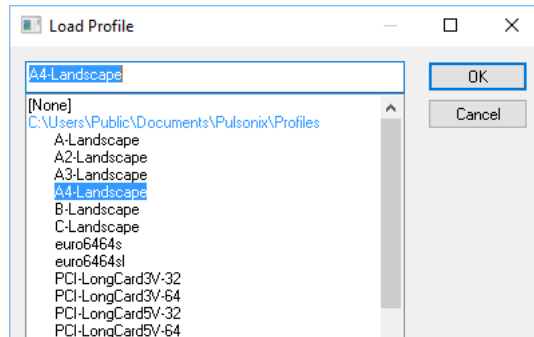 Load Profile
A4-Landscape
OK
[None]
Cancel
C:\Users\Public\Documents\Pulsonix\Profiles
A-Landscape
A2-Landscape
A3-Landscape
A4-Landscape
B-Landscape
C-Landscape
euro6464s
euro6464sl
PCI-LongCard3V-32
PCI-LongCard3V-64
PCI-LongCard5V-32
PCI-LongCard5V-64